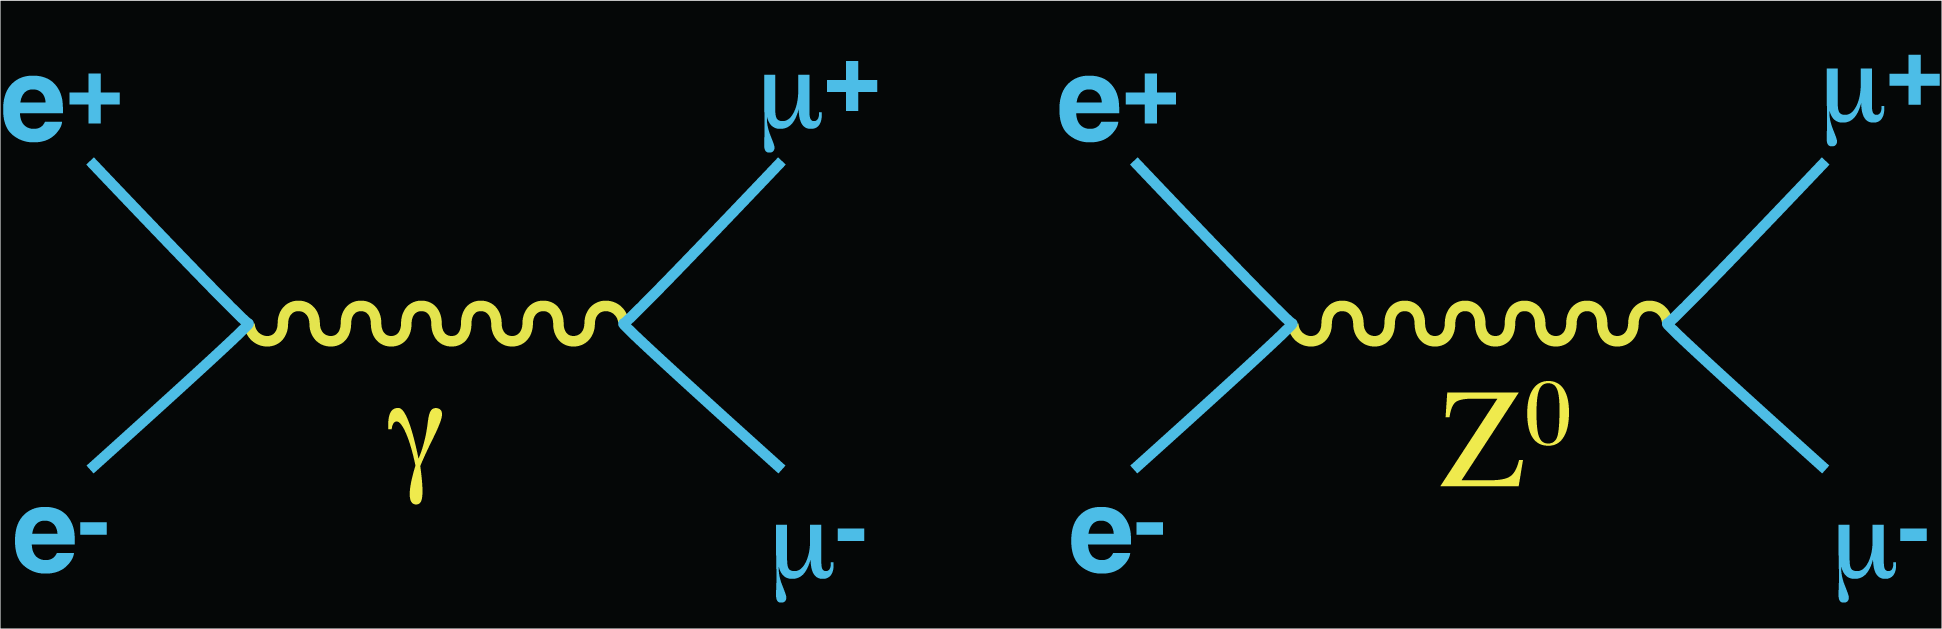 e+ μ+ e+ μ+
γ Z⁰
e- μ- e- μ-